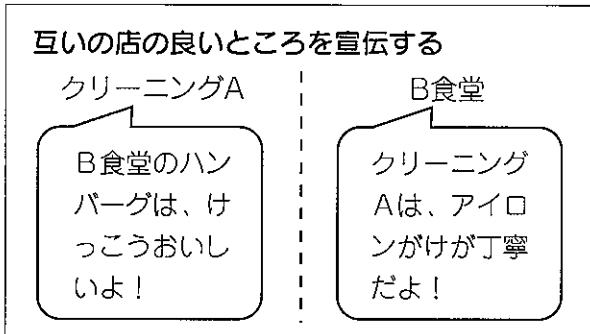 互いの店の良いところを宣伝する
クリーニングA
B食堂のハン
バーグは、け
っこうおいし
いよ！
B食堂
クリーニング
Aは、アイロ
ンがけが丁寧
だよ！